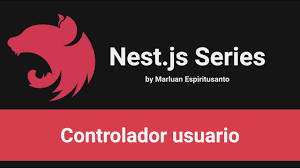 Nest.js Series
by Marluan Espiritusanto
Controlador usuario